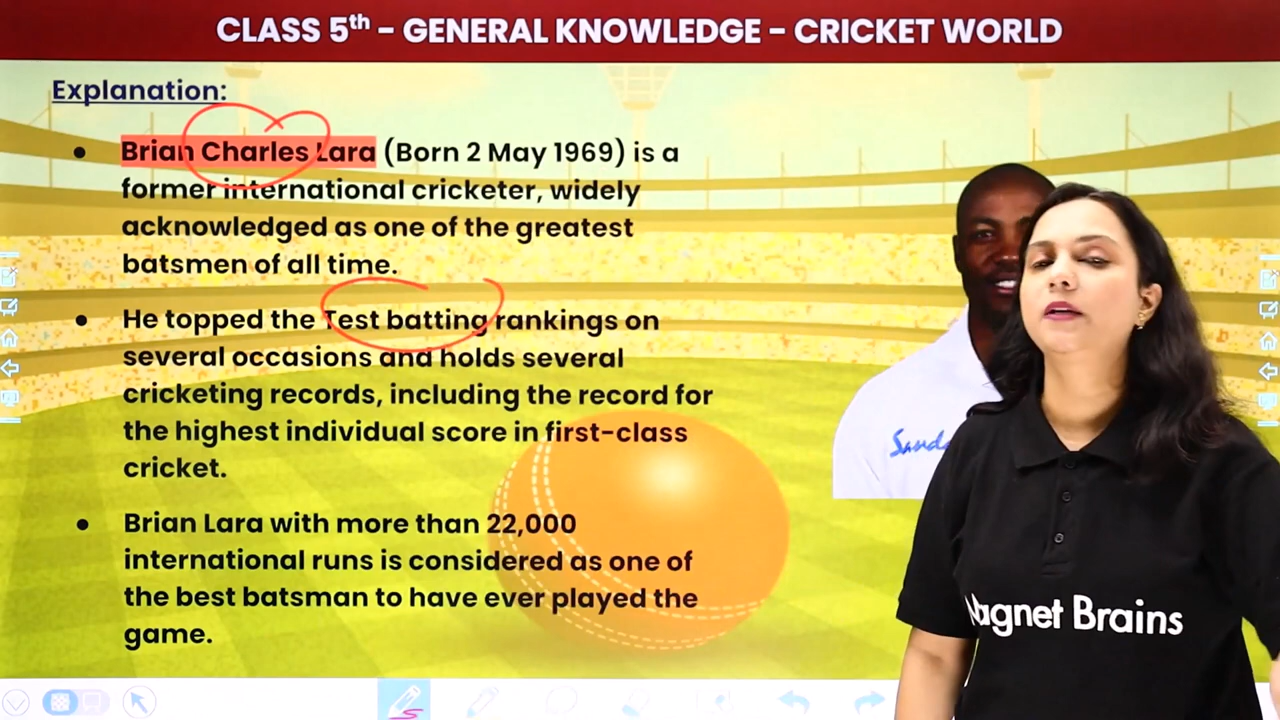 CLASS 5th – GENERAL KNOWLEDGE – CRICKET WORLD
Explanation:
• Brian Charles Lara (Born 2 May 1969) is a
former international cricketer, widely
acknowledged as one of the greatest
batsmen of all time.
• He topped the Test batting rankings on
several occasions and holds several
cricketing records, including the record for
the highest individual score in first-class
cricket.
• Brian Lara with more than 22,000
international runs is considered as one of
the best batsman to have ever played the
game.
Magnet Brains